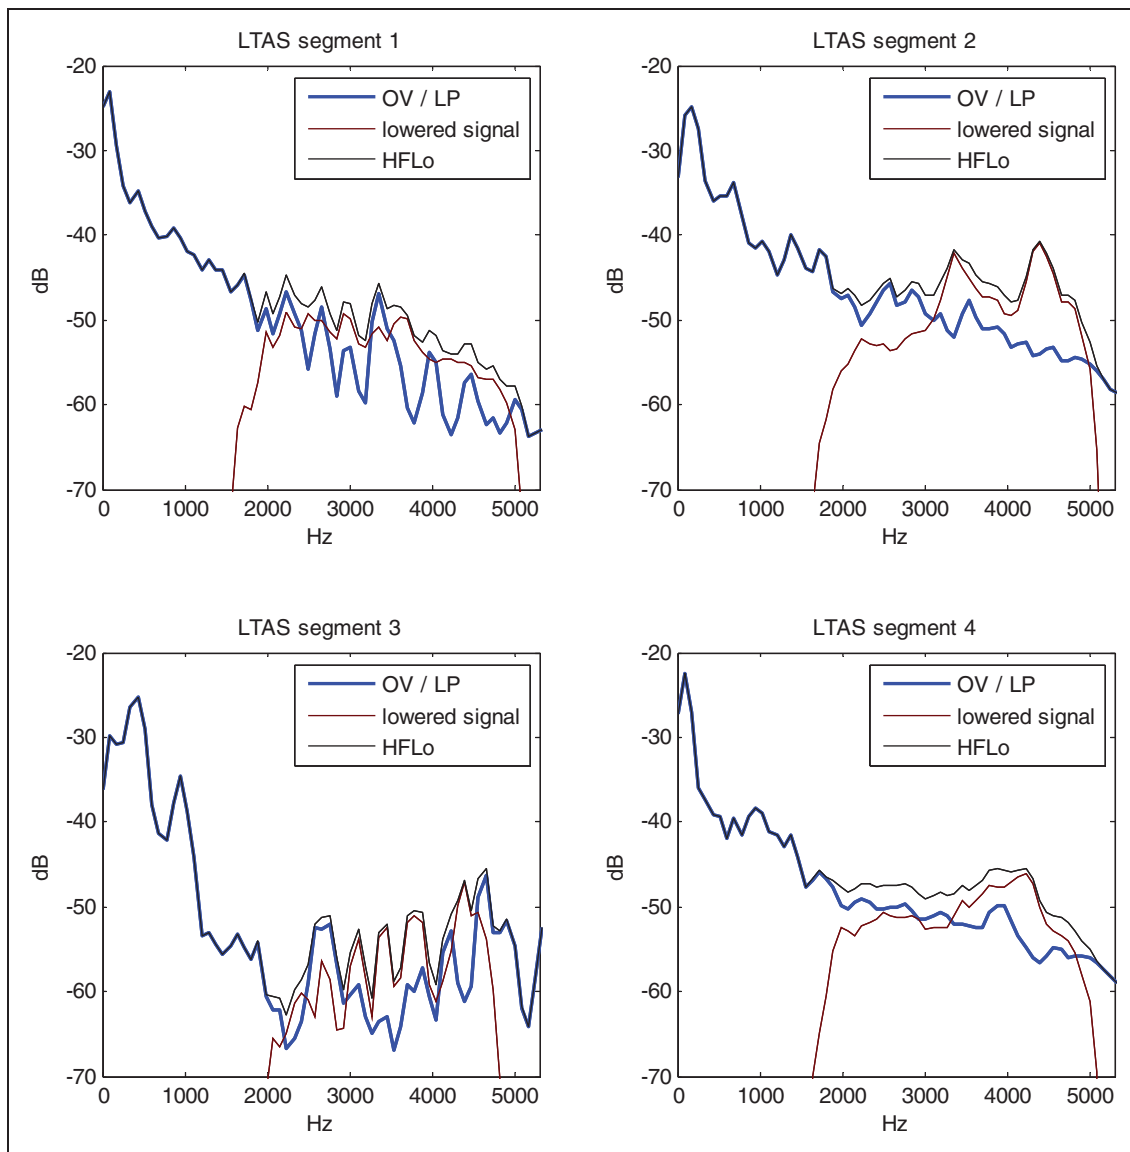 LTAS segment 1
-20
-30
-40
-50
-60
-70
dB
0 1000 2000 3000 4000 5000
Hz
OV / LP
lowered signal
HFLo
LTAS segment 2
-20
-30
-40
-50
-60
-70
dB
0 1000 2000 3000 4000 5000
Hz
OV / LP
lowered signal
HFLo
LTAS segment 3
-20
-30
-40
-50
-60
-70
dB
0 1000 2000 3000 4000 5000
Hz
OV / LP
lowered signal
HFLo
LTAS segment 4
-20
-30
-40
-50
-60
-70
dB
0 1000 2000 3000 4000 5000
Hz
OV / LP
lowered signal
HFLo